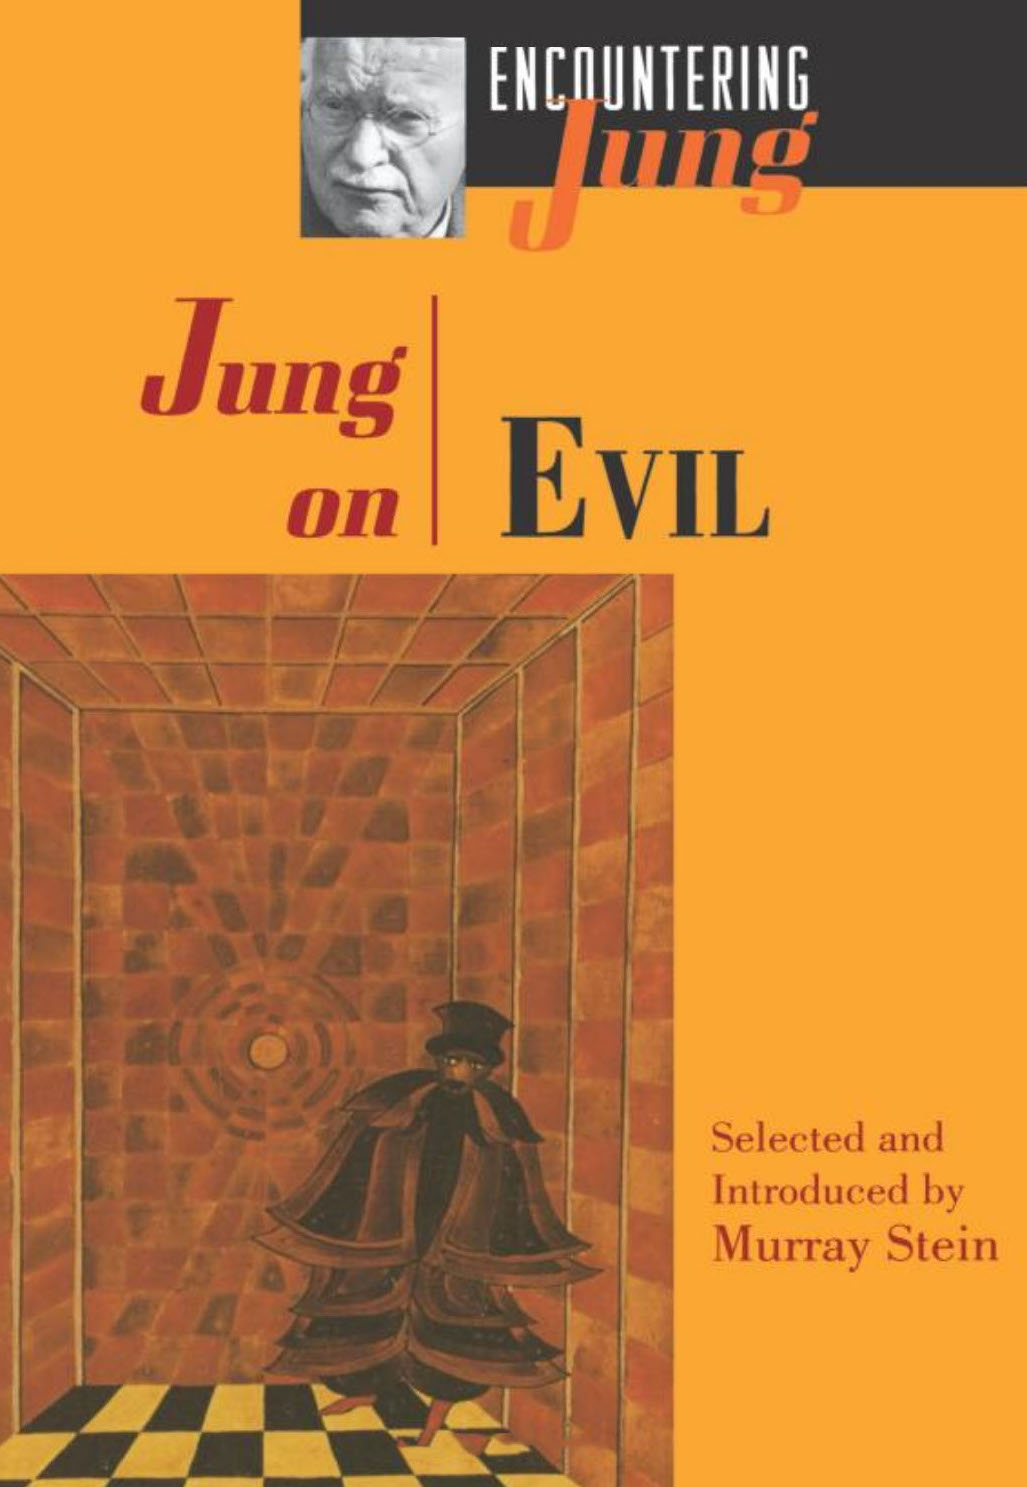 ENCOUNTERING
Jung
Jung
on
EVIL
Selected and
Introduced by
Murray Stein